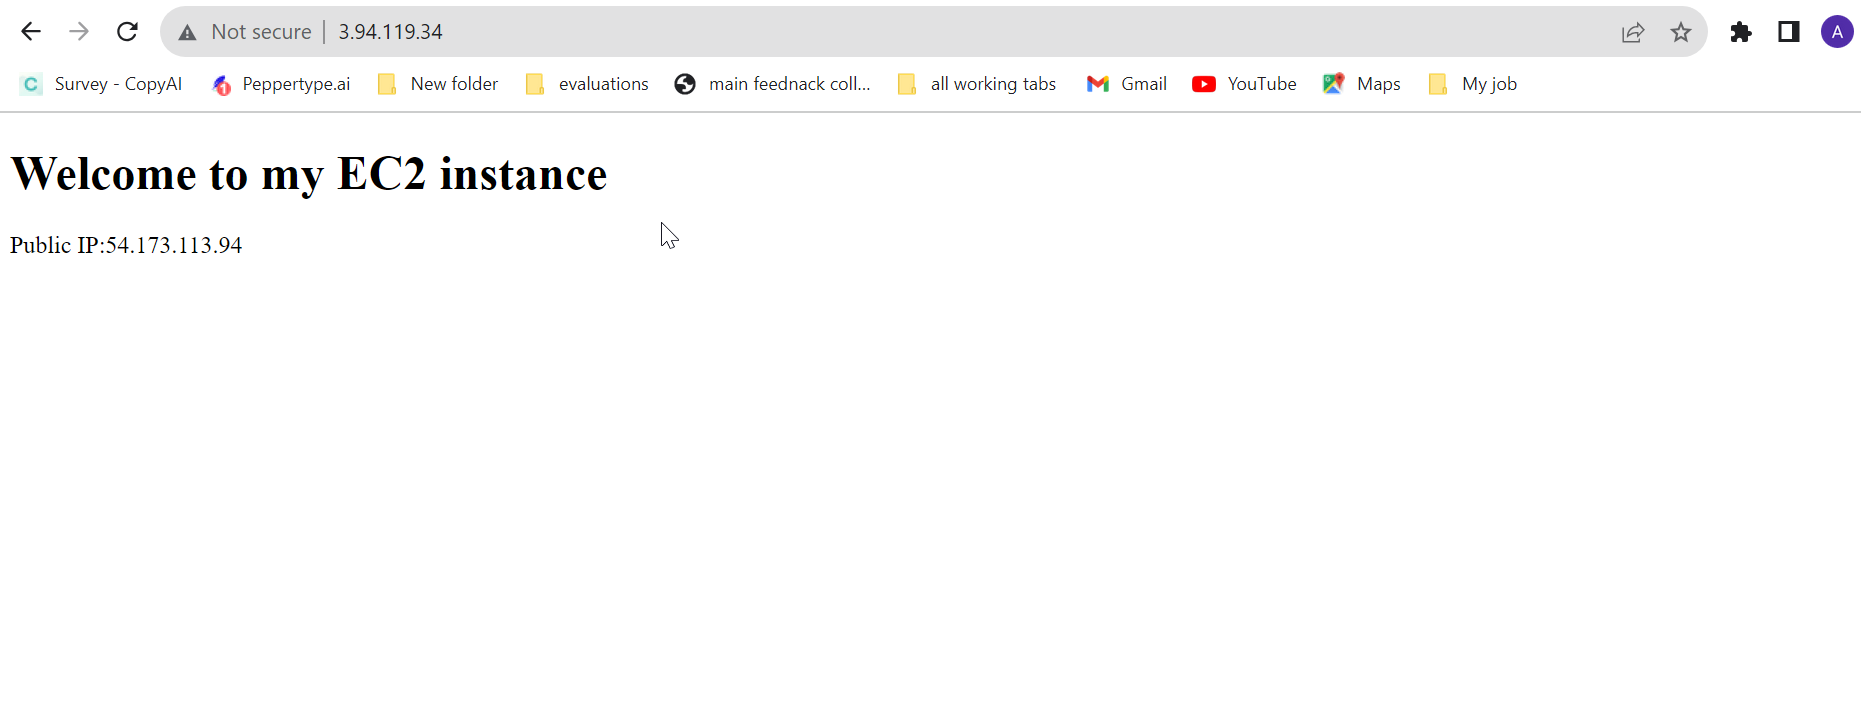 Not secure | 3.94.119.34
A
C Survey - CopyAI 1 Peppertype.ai New folder evaluations main feednack coll... all working tabs Gmail YouTube Maps My job
Welcome to my EC2 instance
Public IP:54.173.113.94